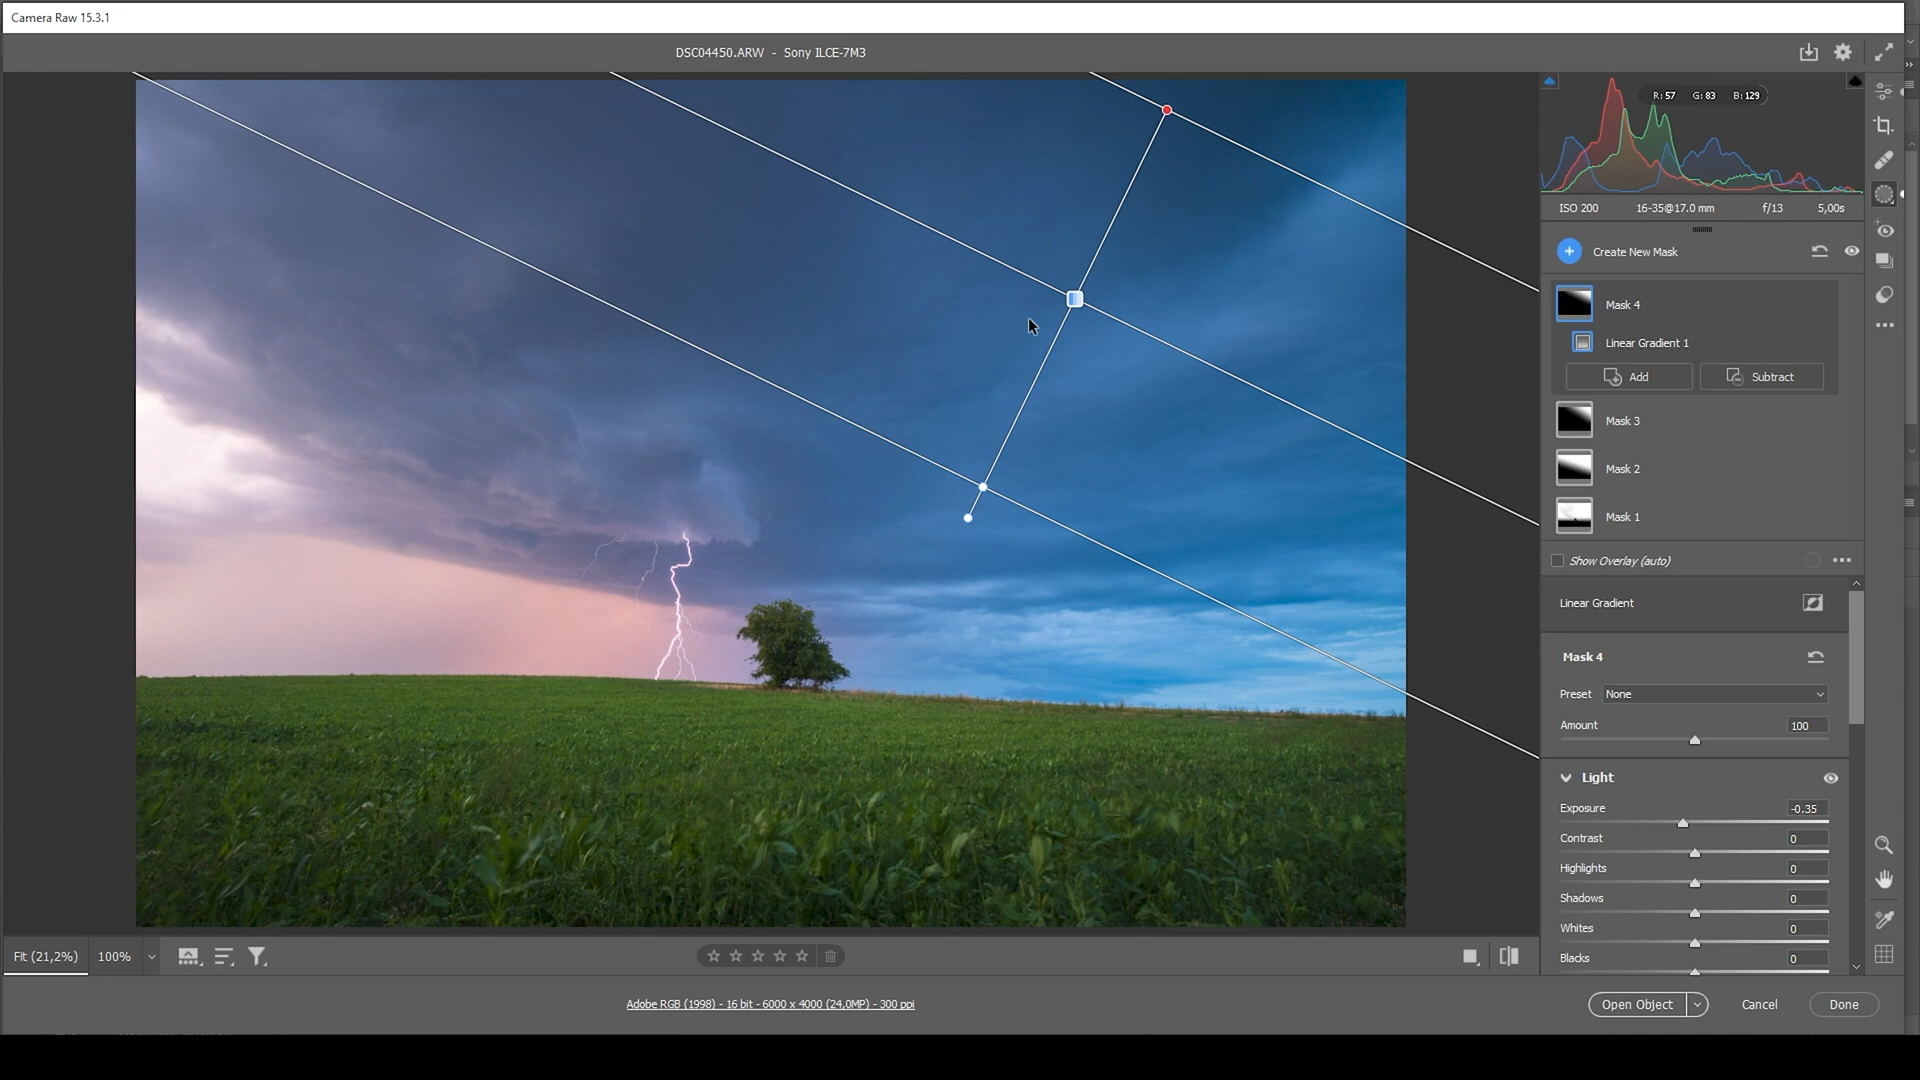 Camera Raw 15.3.1
DSC04450.ARW - Sony ILCE-7M3
R: 57 G: 83 B: 129
ISO 200 16-35@17.0 mm f/13 5,00s
Create New Mask
Mask 4
Linear Gradient 1
Add Subtract
Mask 3
Mask 2
Mask 1
Show Overlay (auto)
Linear Gradient
Mask 4
Preset None
Amount 100
Light
Exposure -0.35
Contrast 0
Highlights 0
Shadows 0
Whites 0
Blacks 0
Fit (21,2%) 100%
Adobe RGB (1998) - 16 bit - 6000 x 4000 (24,0MP) - 300 ppi
Open Object Cancel Done